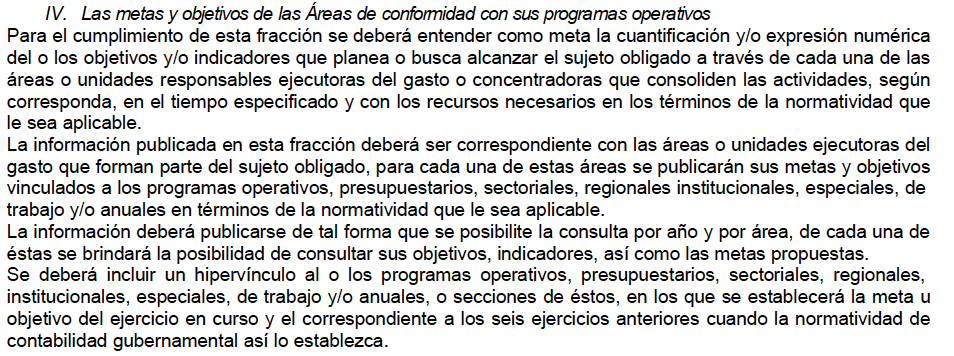 IV. Las metas y objetivos de las Áreas de conformidad con sus programas operativos
Para el cumplimiento de esta fracción se deberá entender como meta la cuantificación y/o expresión numérica
del o los objetivos y/o indicadores que planea o busca alcanzar el sujeto obligado a través de cada una de las
áreas o unidades responsables ejecutoras del gasto o concentradoras que consoliden las actividades, según
corresponda, en el tiempo especificado y con los recursos necesarios en los términos de la normatividad que
le sea aplicable.
La información publicada en esta fracción deberá ser correspondiente con las áreas o unidades ejecutoras del
gasto que forman parte del sujeto obligado, para cada una de estas áreas se publicarán sus metas y objetivos
vinculados a los programas operativos, presupuestarios, sectoriales, regionales institucionales, especiales, de
trabajo y/o anuales en términos de la normatividad que le sea aplicable.
La información deberá publicarse de tal forma que se posibilite la consulta por año y por área, de cada una de
éstas se brindará la posibilidad de consultar sus objetivos, indicadores, así como las metas propuestas.
Se deberá incluir un hipervínculo al o los programas operativos, presupuestarios, sectoriales, regionales,
institucionales, especiales, de trabajo y/o anuales, o secciones de éstos, en los que se establecerá la meta u
objetivo del ejercicio en curso y el correspondiente a los seis ejercicios anteriores cuando la normatividad de
contabilidad gubernamental así lo establezca.